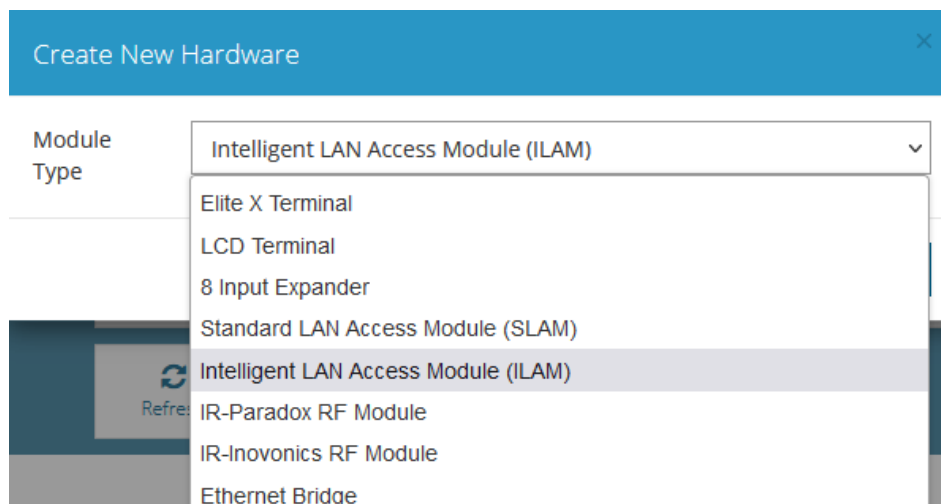 Create New Hardware
×
Module
Type
Intelligent LAN Access Module (ILAM)
Elite X Terminal
LCD Terminal
8 Input Expander
Standard LAN Access Module (SLAM)
Intelligent LAN Access Module (ILAM)
Refre
IR-Paradox RF Module
IR-Inovonics RF Module
Ethernet Bridge